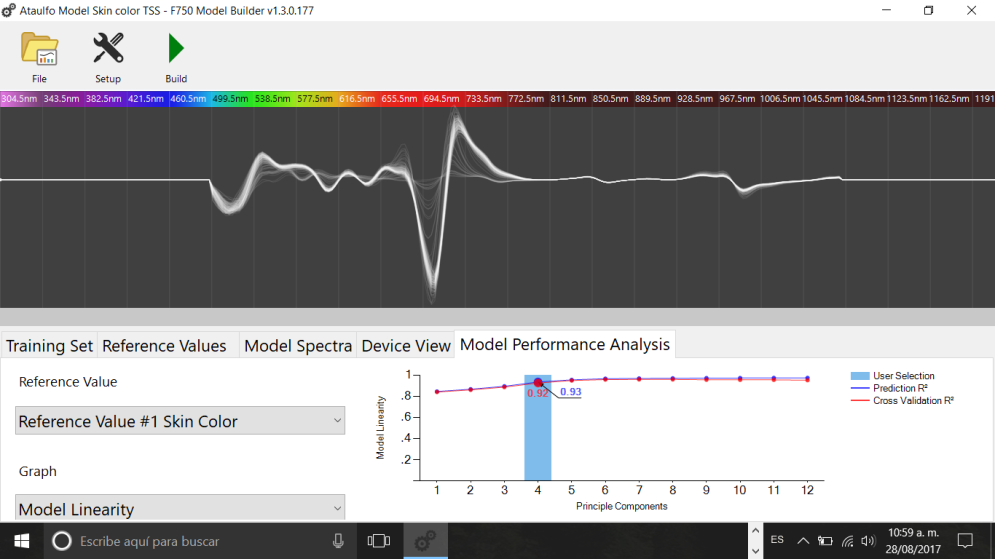 Ataulfo Model Skin color TSS - F750 Model Builder v1.3.0.177
File Setup Build
304.5nm 343.5nm 382.5nm 421.5nm 460.5nm 499.5nm 538.5nm 577.5nm 616.5nm 655.5nm 694.5nm 733.5nm 772.5nm 811.5nm 850.5nm 889.5nm 928.5nm 967.5nm 1006.5nm 1045.5nm 1084.5nm 1123.5nm 1162.5nm 1191
Training Set Reference Values Model Spectra Device View Model Performance Analysis
Reference Value
Reference Value #1 Skin Color
Graph
Model Linearity
Model Linearity
1
.8
.6
.4
.2
0.92 0.93
1 2 3 4 5 6 7 8 9 10 11 12
Principle Components
User Selection
Prediction R²
Cross Validation R²
Escribe aquí para buscar
ES
10:59 a. m.
28/08/2017